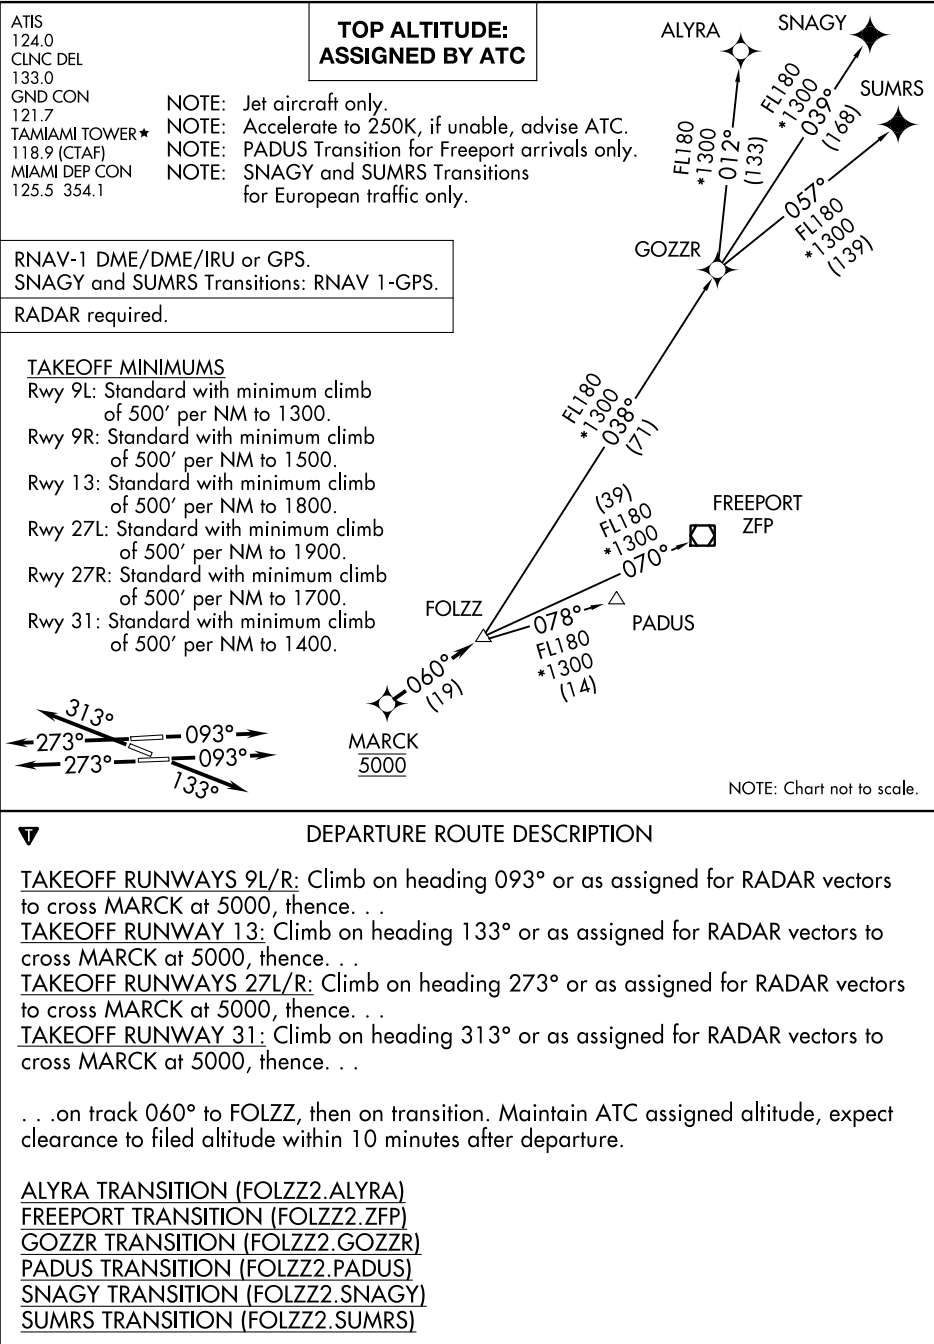 ATIS
124.0
CLNC DEL
133.0
GND CON
121.7
TAMIAMI TOWER★
118.9 (CTAF)
MIAMI DEP CON
125.5 354.1
TOP ALTITUDE:
ASSIGNED BY ATC
NOTE: Jet aircraft only.
NOTE: Accelerate to 250K, if unable, advise ATC.
NOTE: PADUS Transition for Freeport arrivals only.
NOTE: SNAGY and SUMRS Transitions
for European traffic only.
RNAV-1 DME/DME/IRU or GPS.
SNAGY and SUMRS Transitions: RNAV 1-GPS.
RADAR required.
TAKEOFF MINIMUMS
Rwy 9L: Standard with minimum climb
of 500' per NM to 1300.
Rwy 9R: Standard with minimum climb
of 500' per NM to 1500.
Rwy 13: Standard with minimum climb
of 500' per NM to 1800.
Rwy 27L: Standard with minimum climb
of 500' per NM to 1900.
Rwy 27R: Standard with minimum climb
of 500' per NM to 1700.
Rwy 31: Standard with minimum climb
of 500' per NM to 1400.
ALYRA
SNAGY
SUMRS
FL180
*1300
012°
(133)
FL180
*1300
039°
(168)
057°
FL180
*1300
(139)
GOZZR
FL180
*1300
038°
(71)
(39)
FL180
*1300
070°
FREEPORT
ZFP
FOLZZ
078°
FL180
*1300
(14)
PADUS
060°
(19)
MARCK
5000
313°
273°
093°
273°
093°
133°
NOTE: Chart not to scale.
T
DEPARTURE ROUTE DESCRIPTION
TAKEOFF RUNWAYS 9L/R: Climb on heading 093° or as assigned for RADAR vectors
to cross MARCK at 5000, thence. . .
TAKEOFF RUNWAY 13: Climb on heading 133° or as assigned for RADAR vectors to
cross MARCK at 5000, thence. . .
TAKEOFF RUNWAYS 27L/R: Climb on heading 273° or as assigned for RADAR vectors
to cross MARCK at 5000, thence. . .
TAKEOFF RUNWAY 31: Climb on heading 313° or as assigned for RADAR vectors to
cross MARCK at 5000, thence. . .
. . .on track 060° to FOLZZ, then on transition. Maintain ATC assigned altitude, expect
clearance to filed altitude within 10 minutes after departure.
ALYRA TRANSITION (FOLZZ2.ALYRA)
FREEPORT TRANSITION (FOLZZ2.ZFP)
GOZZR TRANSITION (FOLZZ2.GOZZR)
PADUS TRANSITION (FOLZZ2.PADUS)
SNAGY TRANSITION (FOLZZ2.SNAGY)
SUMRS TRANSITION (FOLZZ2.SUMRS)